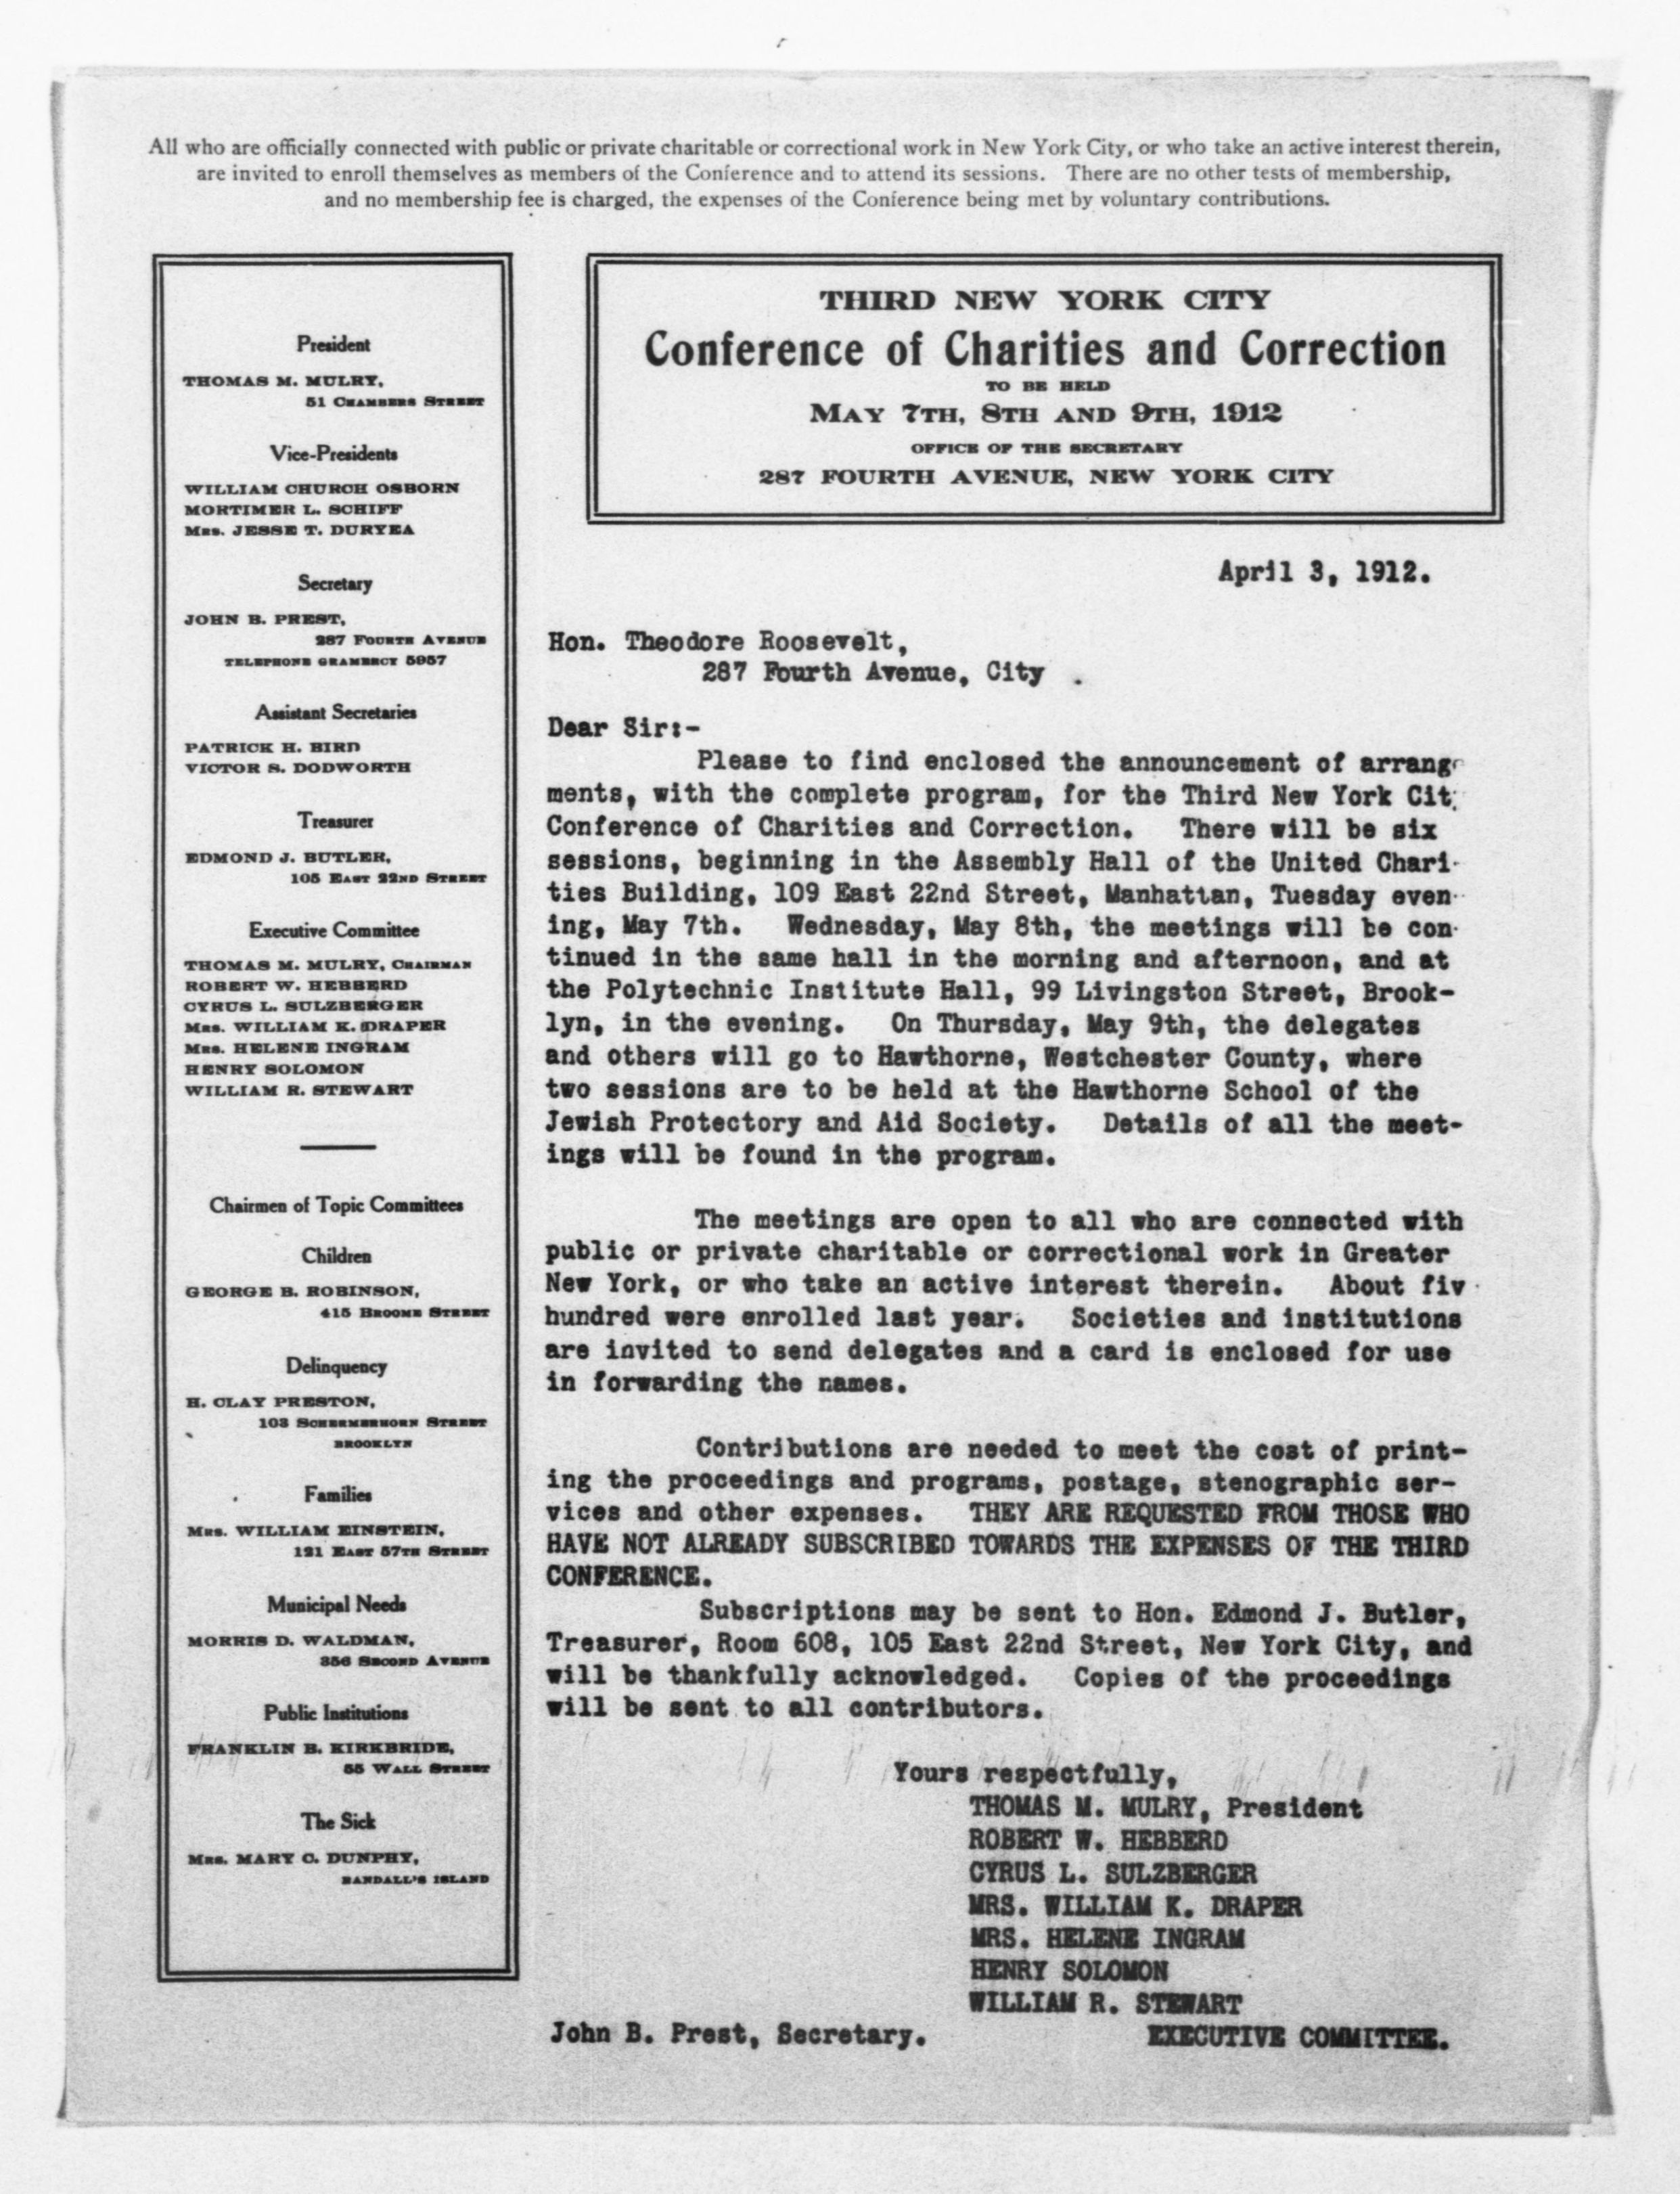 All who are officially connected with public or private charitable or correctional work in New York City, or who take an active interest therein,
are invited to enroll themselves as members of the Conference and to attend its sessions. There are no other tests of membership,
and no membership fee is charged, the expenses of the Conference being met by voluntary contributions.
President
THOMAS M. MULRY,
51 CHAMBERS STREET
Vice-Presidents
WILLIAM CHURCH OSBORN
MORTIMER L. SCHIFF
MRS. JESSE T. DURYEA
Secretary
JOHN B. PREST,
287 FOURTH AVENUE
TELEPHONE GRAMERCY 5957
Assistant Secretaries
PATRICK H. BIRD
VICTOR S. DODWORTH
Treasurer
EDMOND J. BUTLER,
105 EAST 22ND STREET
Executive Committee
THOMAS M. MULRY, CHAIRMAN
ROBERT W. HEBBERD
CYRUS L. SULZBERGER
MRS. WILLIAM K. DRAPER
MRS. HELENE INGRAM
HENRY SOLOMON
WILLIAM R. STEWART
Chairmen of Topic Committees
Children
GEORGE B. ROBINSON,
415 BROOME STREET
Delinquency
H. CLAY PRESTON,
103 SCHERMERHORN STREET
BROOKLYN
Families
MRS. WILLIAM EINSTEIN,
121 EAST 57TH STREET
Municipal Needs
MORRIS D. WALDMAN,
356 SECOND AVENUE
Public Institutions
FRANKLIN B. KIRKBRIDE,
55 WALL STREET
The Sick
MRS. MARY C. DUNPHY,
RANDALL'S ISLAND
THIRD NEW YORK CITY
Conference of Charities and Correction
TO BE HELD
MAY 7TH, 8TH AND 9TH, 1912
OFFICE OF THE SECRETARY
287 FOURTH AVENUE, NEW YORK CITY
April 3, 1912.
Hon. Theodore Roosevelt,
287 Fourth Avenue, City .
Dear Sir:-
Please to find enclosed the announcement of arrang
ments, with the complete program, for the Third New York Cit
Conference of Charities and Correction. There will be six
sessions, beginning in the Assembly Hall of the United Chari-
ties Building, 109 East 22nd Street, Manhattan, Tuesday even-
ing, May 7th. Wednesday, May 8th, the meetings will be con-
tinued in the same hall in the morning and afternoon, and at
the Polytechnic Institute Hall, 99 Livingston Street, Brook-
lyn, in the evening. On Thursday, May 9th, the delegates
and others will go to Hawthorne, Westchester County, where
two sessions are to be held at the Hawthorne School of the
Jewish Protectory and Aid Society. Details of all the meet-
ings will be found in the program.
The meetings are open to all who are connected with
public or private charitable or correctional work in Greater
New York, or who take an active interest therein. About fiv
hundred were enrolled last year. Societies and institutions
are invited to send delegates and a card is enclosed for use
in forwarding the names.
Contributions are needed to meet the cost of print-
ing the proceedings and programs, postage, stenographic ser-
vices and other expenses. THEY ARE REQUESTED FROM THOSE WHO
HAVE NOT ALREADY SUBSCRIBED TOWARDS THE EXPENSES OF THE THIRD
CONFERENCE.
Subscriptions may be sent to Hon. Edmond J. Butler,
Treasurer, Room 608, 105 East 22nd Street, New York City, and
will be thankfully acknowledged. Copies of the proceedings
will be sent to all contributors.
Yours respectfully,
THOMAS M. MULRY, President
ROBERT W. HEBBERD
CYRUS L. SULZBERGER
MRS. WILLIAM K. DRAPER
MRS. HELENE INGRAM
HENRY SOLOMON
WILLIAM R. STEWART
John B. Prest, Secretary. EXECUTIVE COMMITTEE.